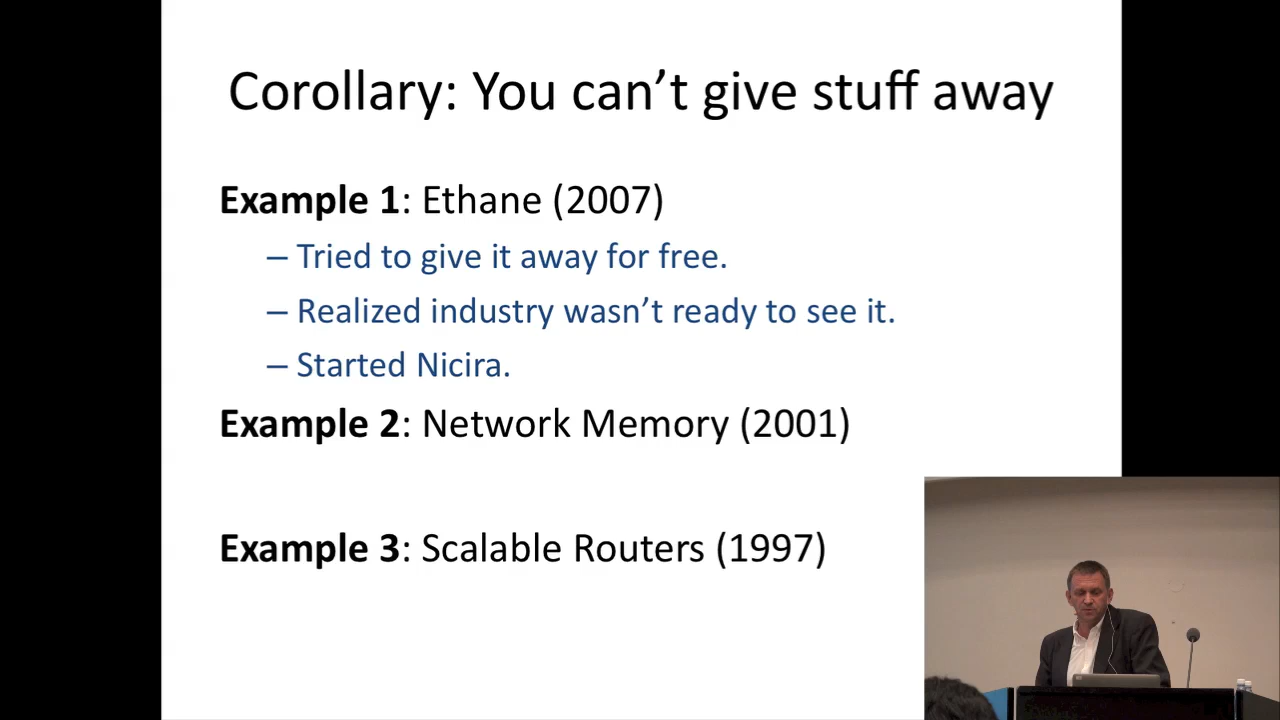 Corollary: You can’t give stuff away
Example 1: Ethane (2007)
– Tried to give it away for free.
– Realized industry wasn’t ready to see it.
– Started Nicira.
Example 2: Network Memory (2001)
Example 3: Scalable Routers (1997)